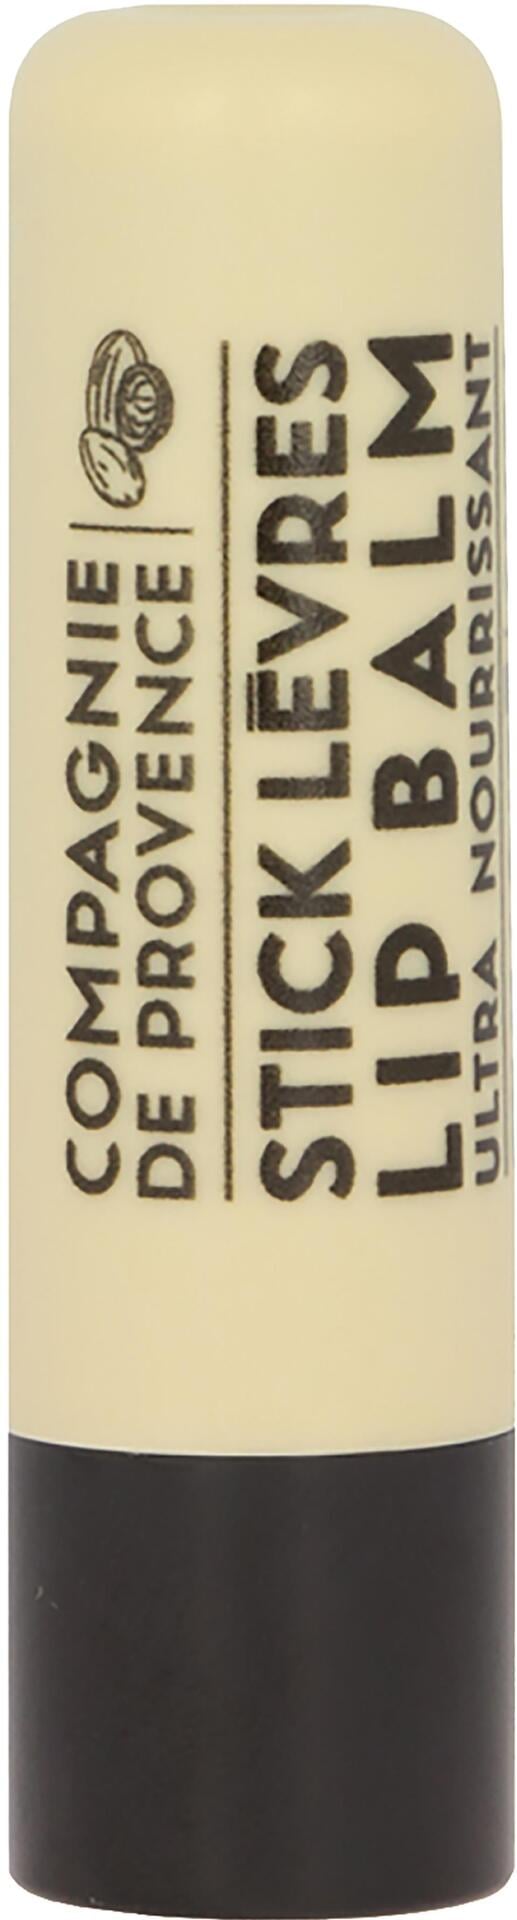 COMPAGNIE
DE PROVENCE
STICK LÈVRES
LIP BALM
ULTRA NOURRISSANT